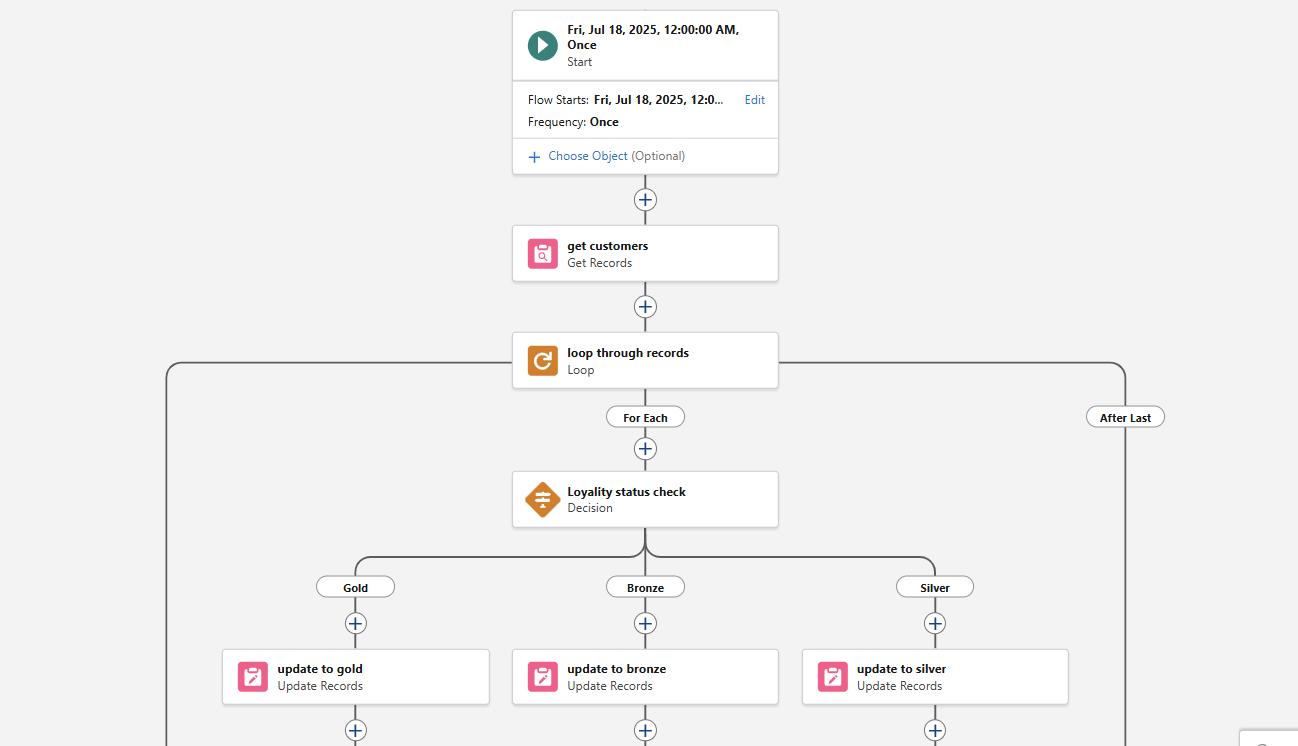 Fri, Jul 18, 2025, 12:00:00 AM,
Once
Start
Flow Starts: Fri, Jul 18, 2025, 12:0... Edit
Frequency: Once
Choose Object (Optional)
get customers
Get Records
loop through records
Loop
For Each
After Last
Loyality status check
Decision
Gold
Bronze
Silver
update to gold
Update Records
update to bronze
Update Records
update to silver
Update Records